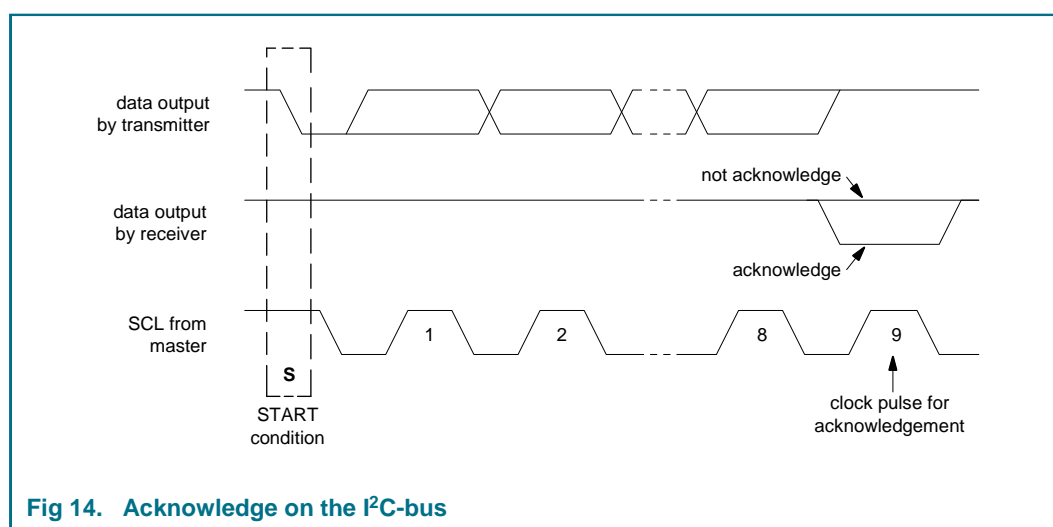 data output
by transmitter
not acknowledge
data output
by receiver
acknowledge
SCL from
master
1
2
8
9
S
START
condition
clock pulse for
acknowledgement
Fig 14. Acknowledge on the I²C-bus